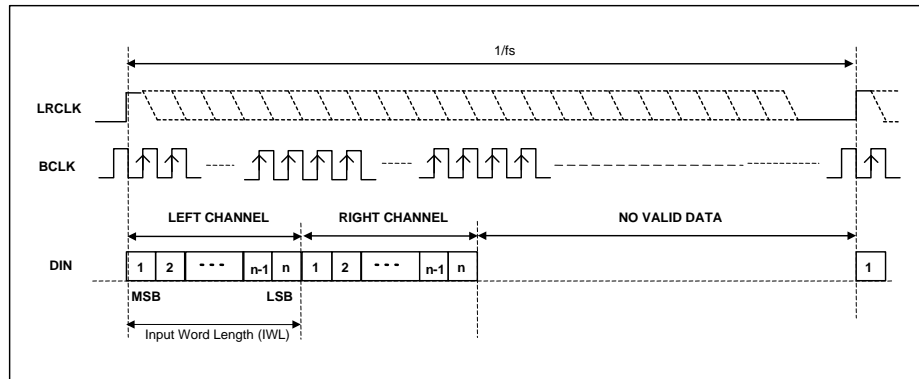 1/fs
LRCLK
BCLK
LEFT CHANNEL RIGHT CHANNEL NO VALID DATA
DIN 1 2 n-1 n 1 2 n-1 n 1
MSB LSB
Input Word Length (IWL)